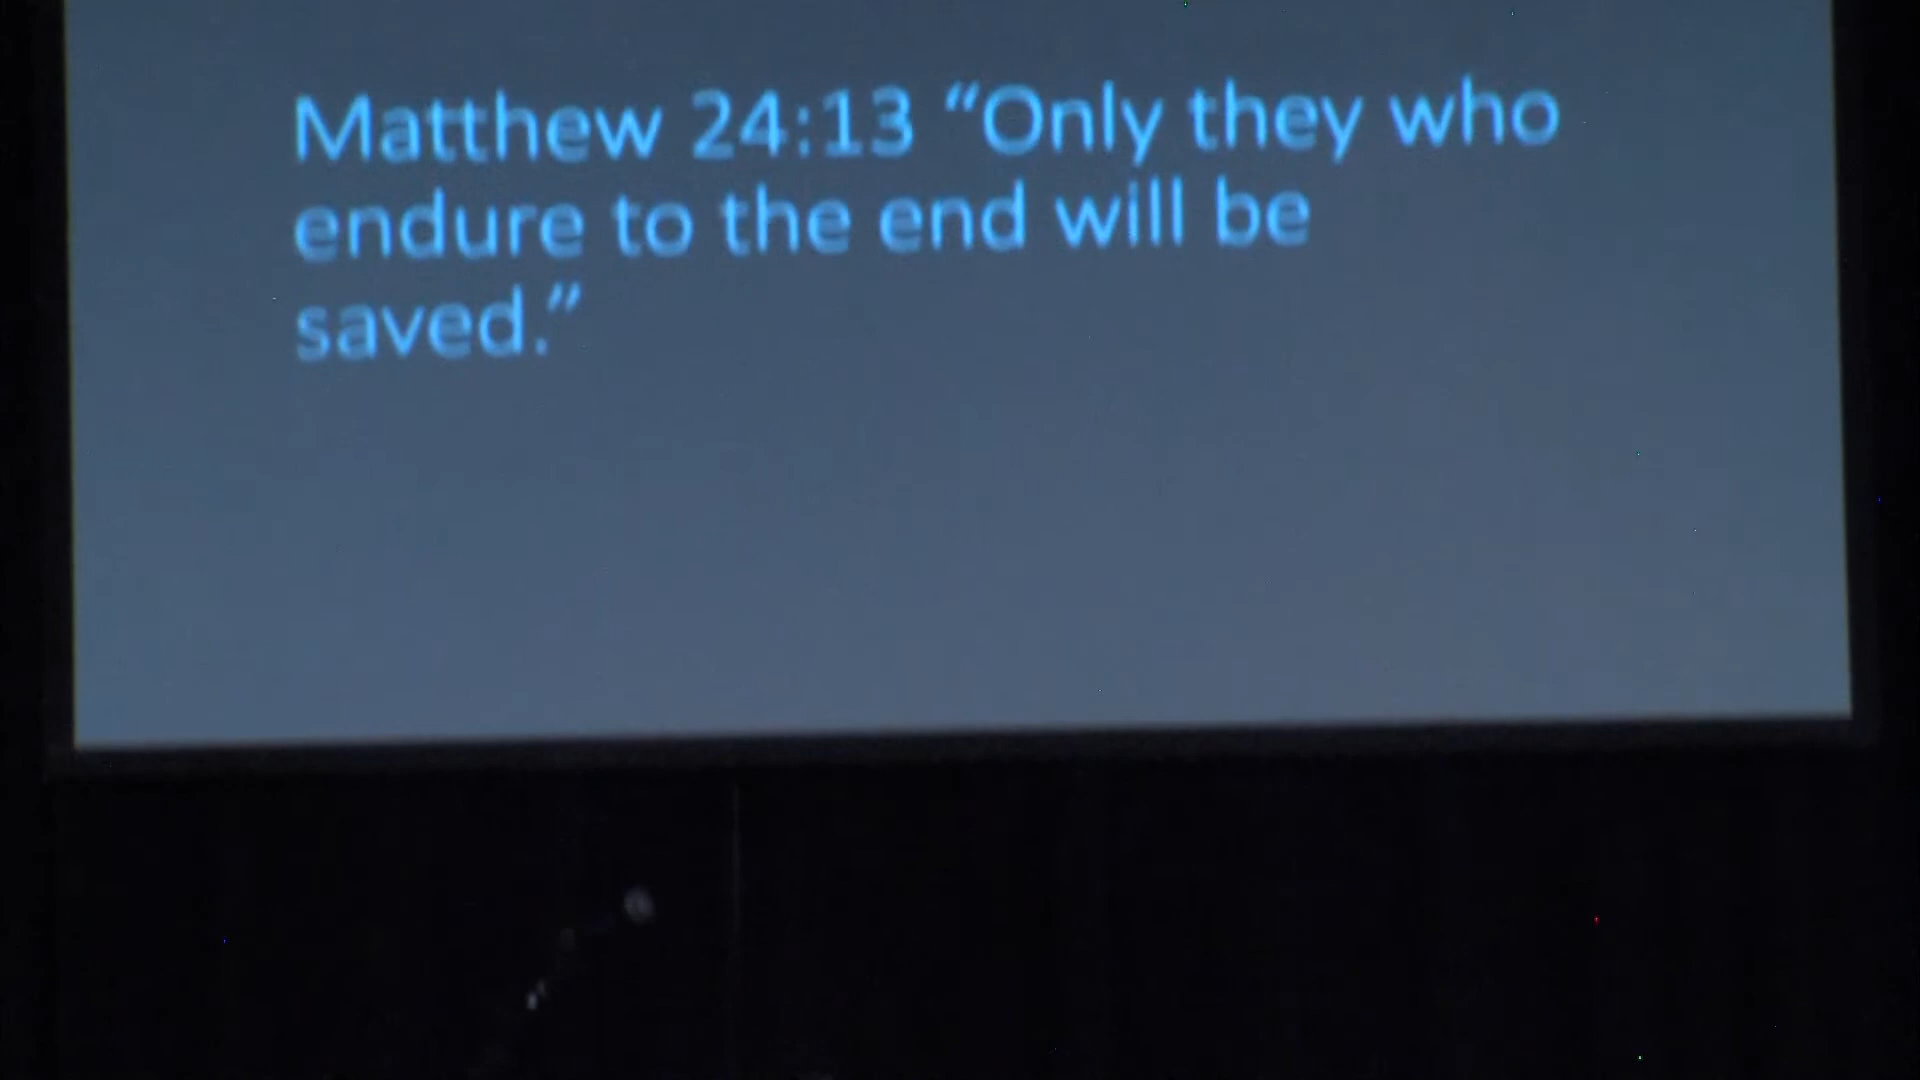 Matthew 24:13 “Only they who
endure to the end will be
saved.”